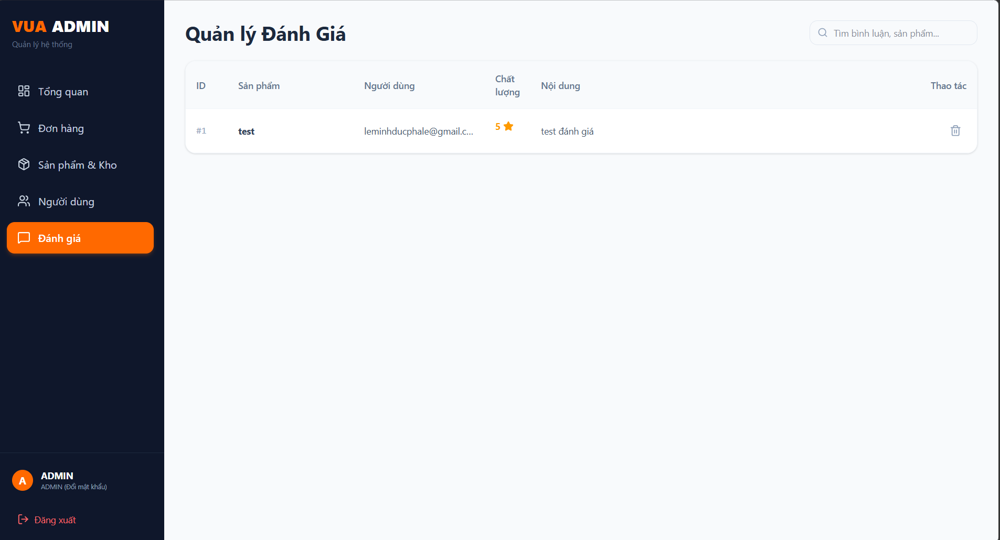 VUA ADMIN
Quản lý hệ thống
Tổng quan
Đơn hàng
Sản phẩm & Kho
Người dùng
Đánh giá
ADMIN
A
ADMIN (Đổi mật khẩu)
Đăng xuất
Quản lý Đánh Giá
Tìm bình luận, sản phẩm...
ID
Sản phẩm
Người dùng
Chất
lượng
Nội dung
Thao tác
#1
test
leminhducphale@gmail.c...
5
test đánh giá